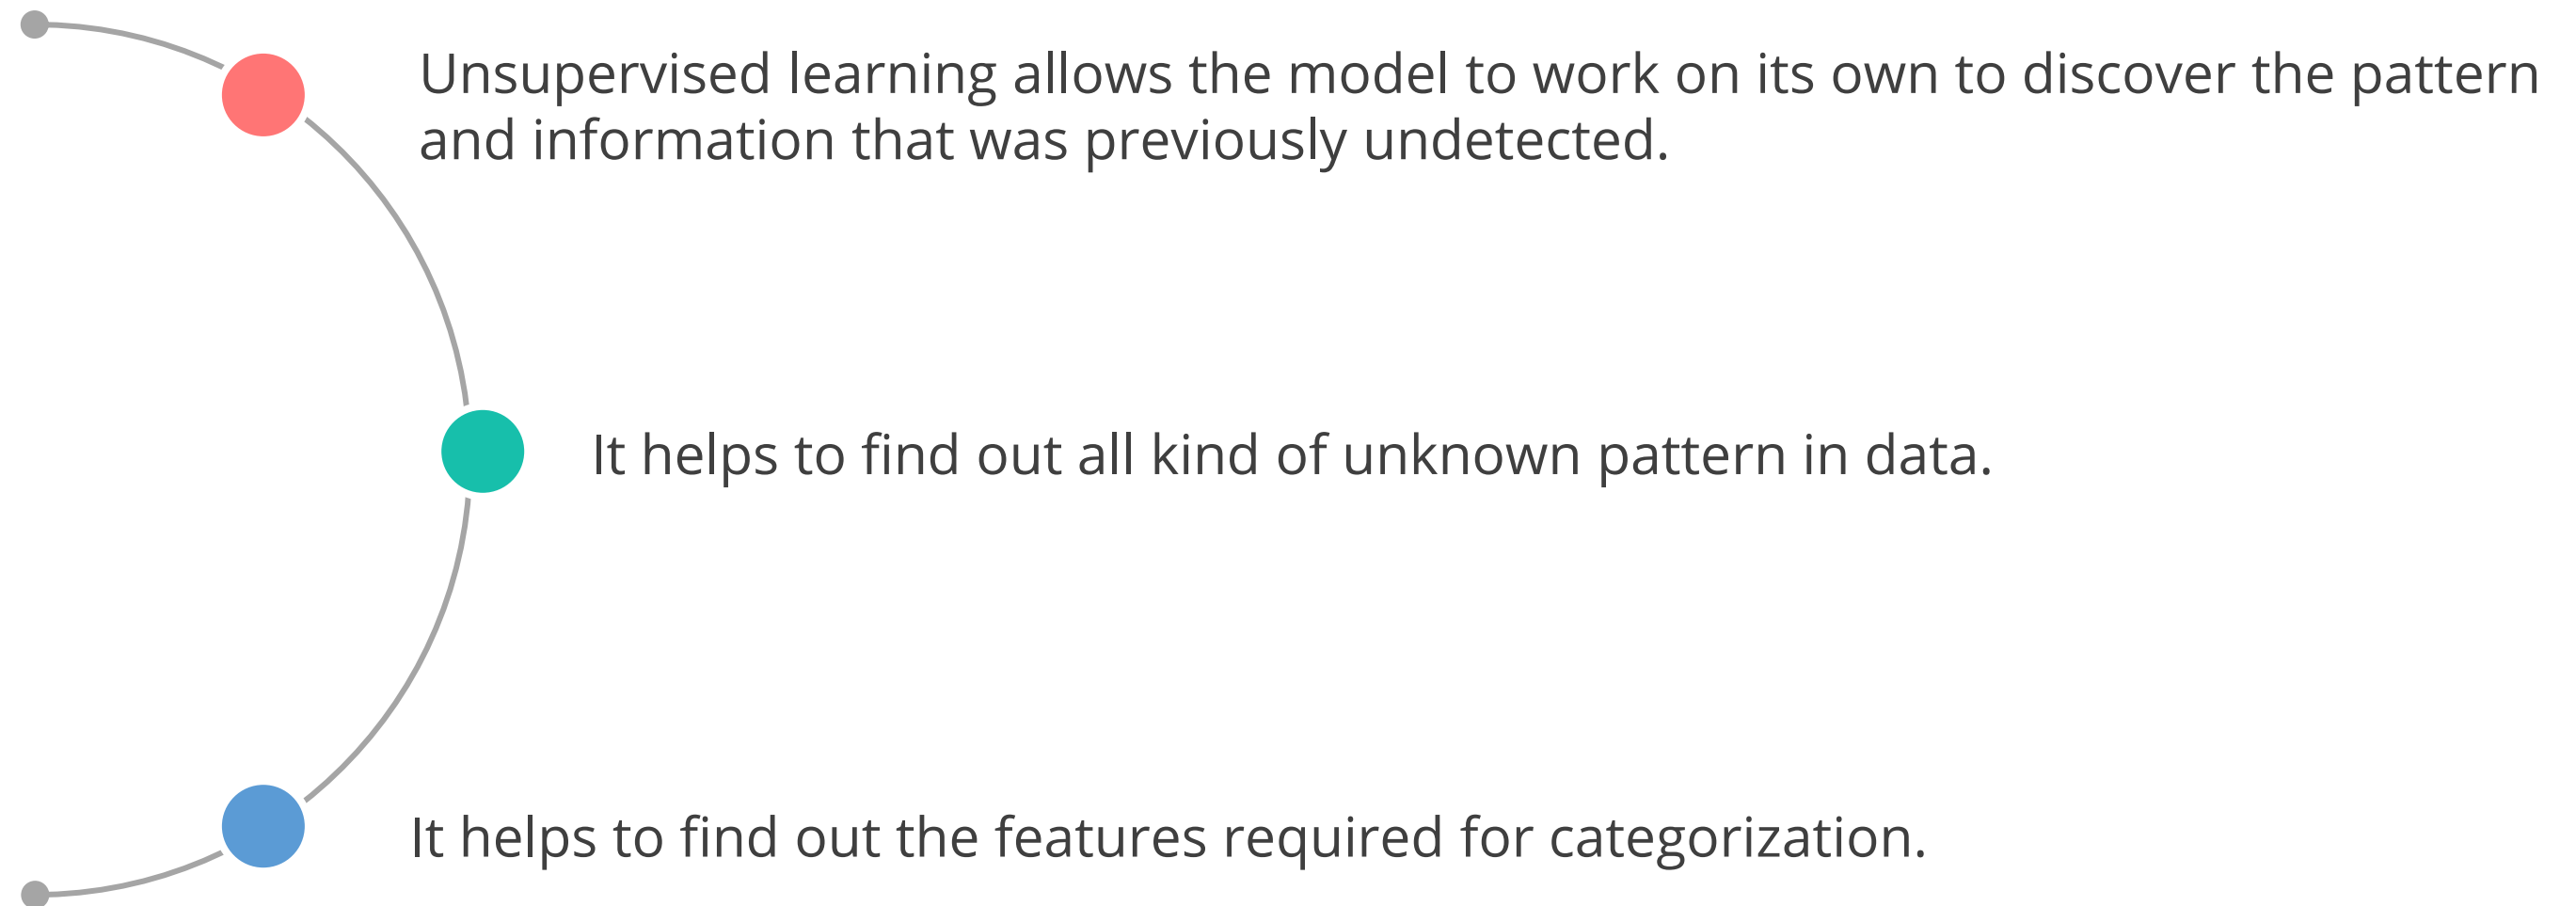 Unsupervised learning allows the model to work on its own to discover the pattern
and information that was previously undetected.
It helps to find out all kind of unknown pattern in data.
It helps to find out the features required for categorization.